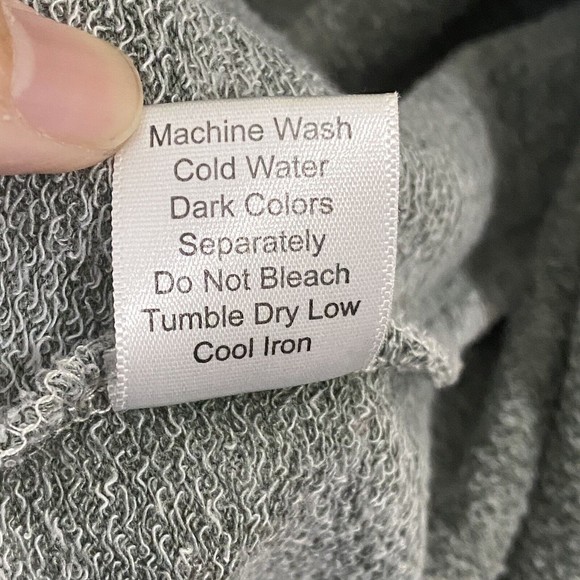 Machine Wash
Cold Water
Dark Colors
Separately
Do Not Bleach
Tumble Dry Low
Cool Iron